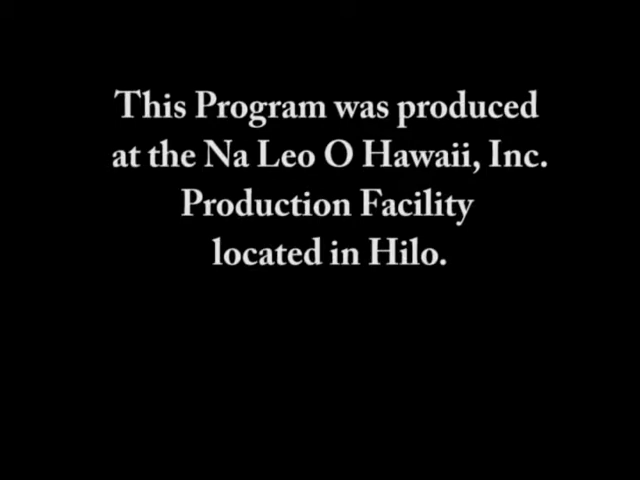 This Program was produced
at the Na Leo O Hawaii, Inc.
Production Facility
located in Hilo.